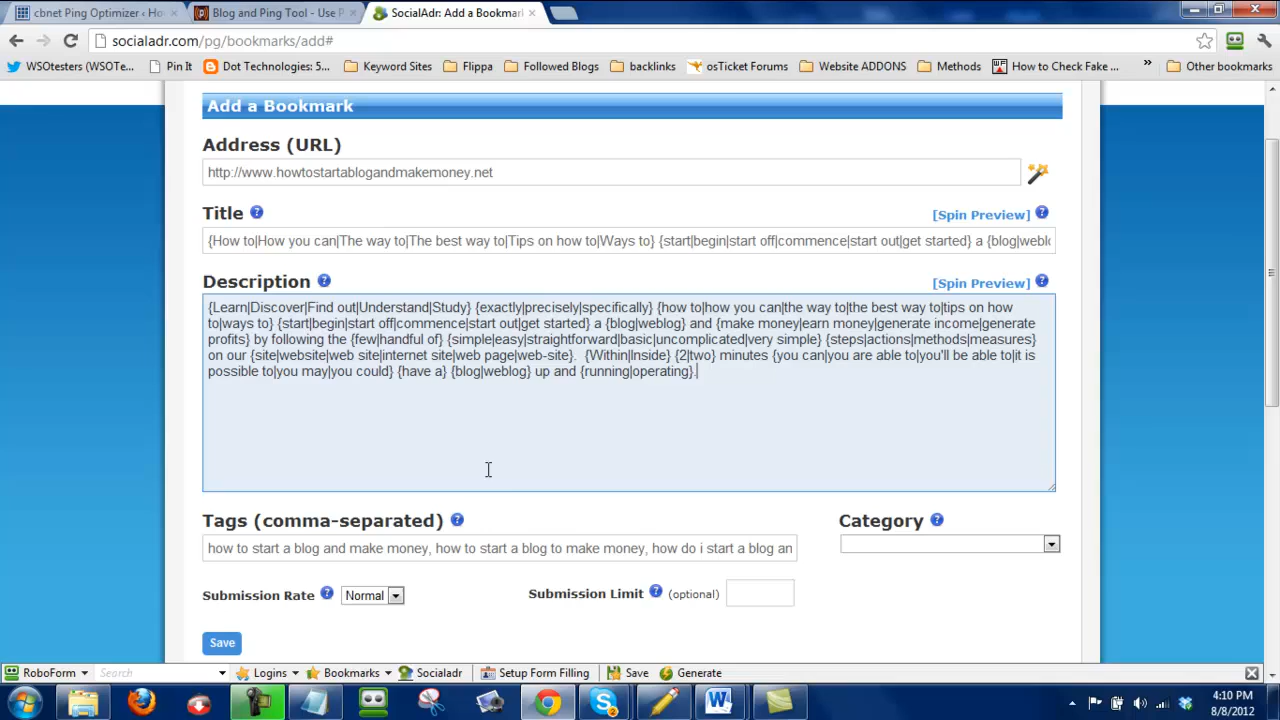 cbnet Ping Optimizer ‹ Ho
Blog and Ping Tool - Use P
SocialAdr: Add a Bookmark
socialadr.com/pg/bookmarks/add#
WSOtesters (WSOTe... Pin It Dot Technologies: 5... Keyword Sites Flippa Followed Blogs backlinks osTicket Forums Website ADDONS Methods How to Check Fake ... » Other bookmarks
Add a Bookmark
Address (URL)
http://www.howtostartablogandmakemoney.net
Title ? [Spin Preview] ?
{How to|How you can|The way to|The best way to|Tips on how to|Ways to} {start|begin|start off|commence|start out|get started} a {blog|weblo
Description ? [Spin Preview] ?
{Learn|Discover|Find out|Understand|Study} {exactly|precisely|specifically} {how to|how you can|the way to|the best way to|tips on how
to|ways to} {start|begin|start off|commence|start out|get started} a {blog|weblog} and {make money|earn money|generate income|generate
profits} by following the {few|handful of} {simple|easy|straightforward|basic|uncomplicated|very simple} {steps|actions|methods|measures}
on our {site|website|web site|internet site|web page|web-site}.  {Within|Inside} {2|two} minutes {you can|you are able to|you'll be able to|it is
possible to|you may|you could} {have a} {blog|weblog} up and {running|operating}.
Tags (comma-separated) ? Category ?
how to start a blog and make money, how to start a blog to make money, how do i start a blog an
Submission Rate ? Normal Submission Limit ? (optional)
Save
RoboForm Search Logins Bookmarks Socialadr Setup Form Filling Save Generate
4:10 PM
8/8/2012